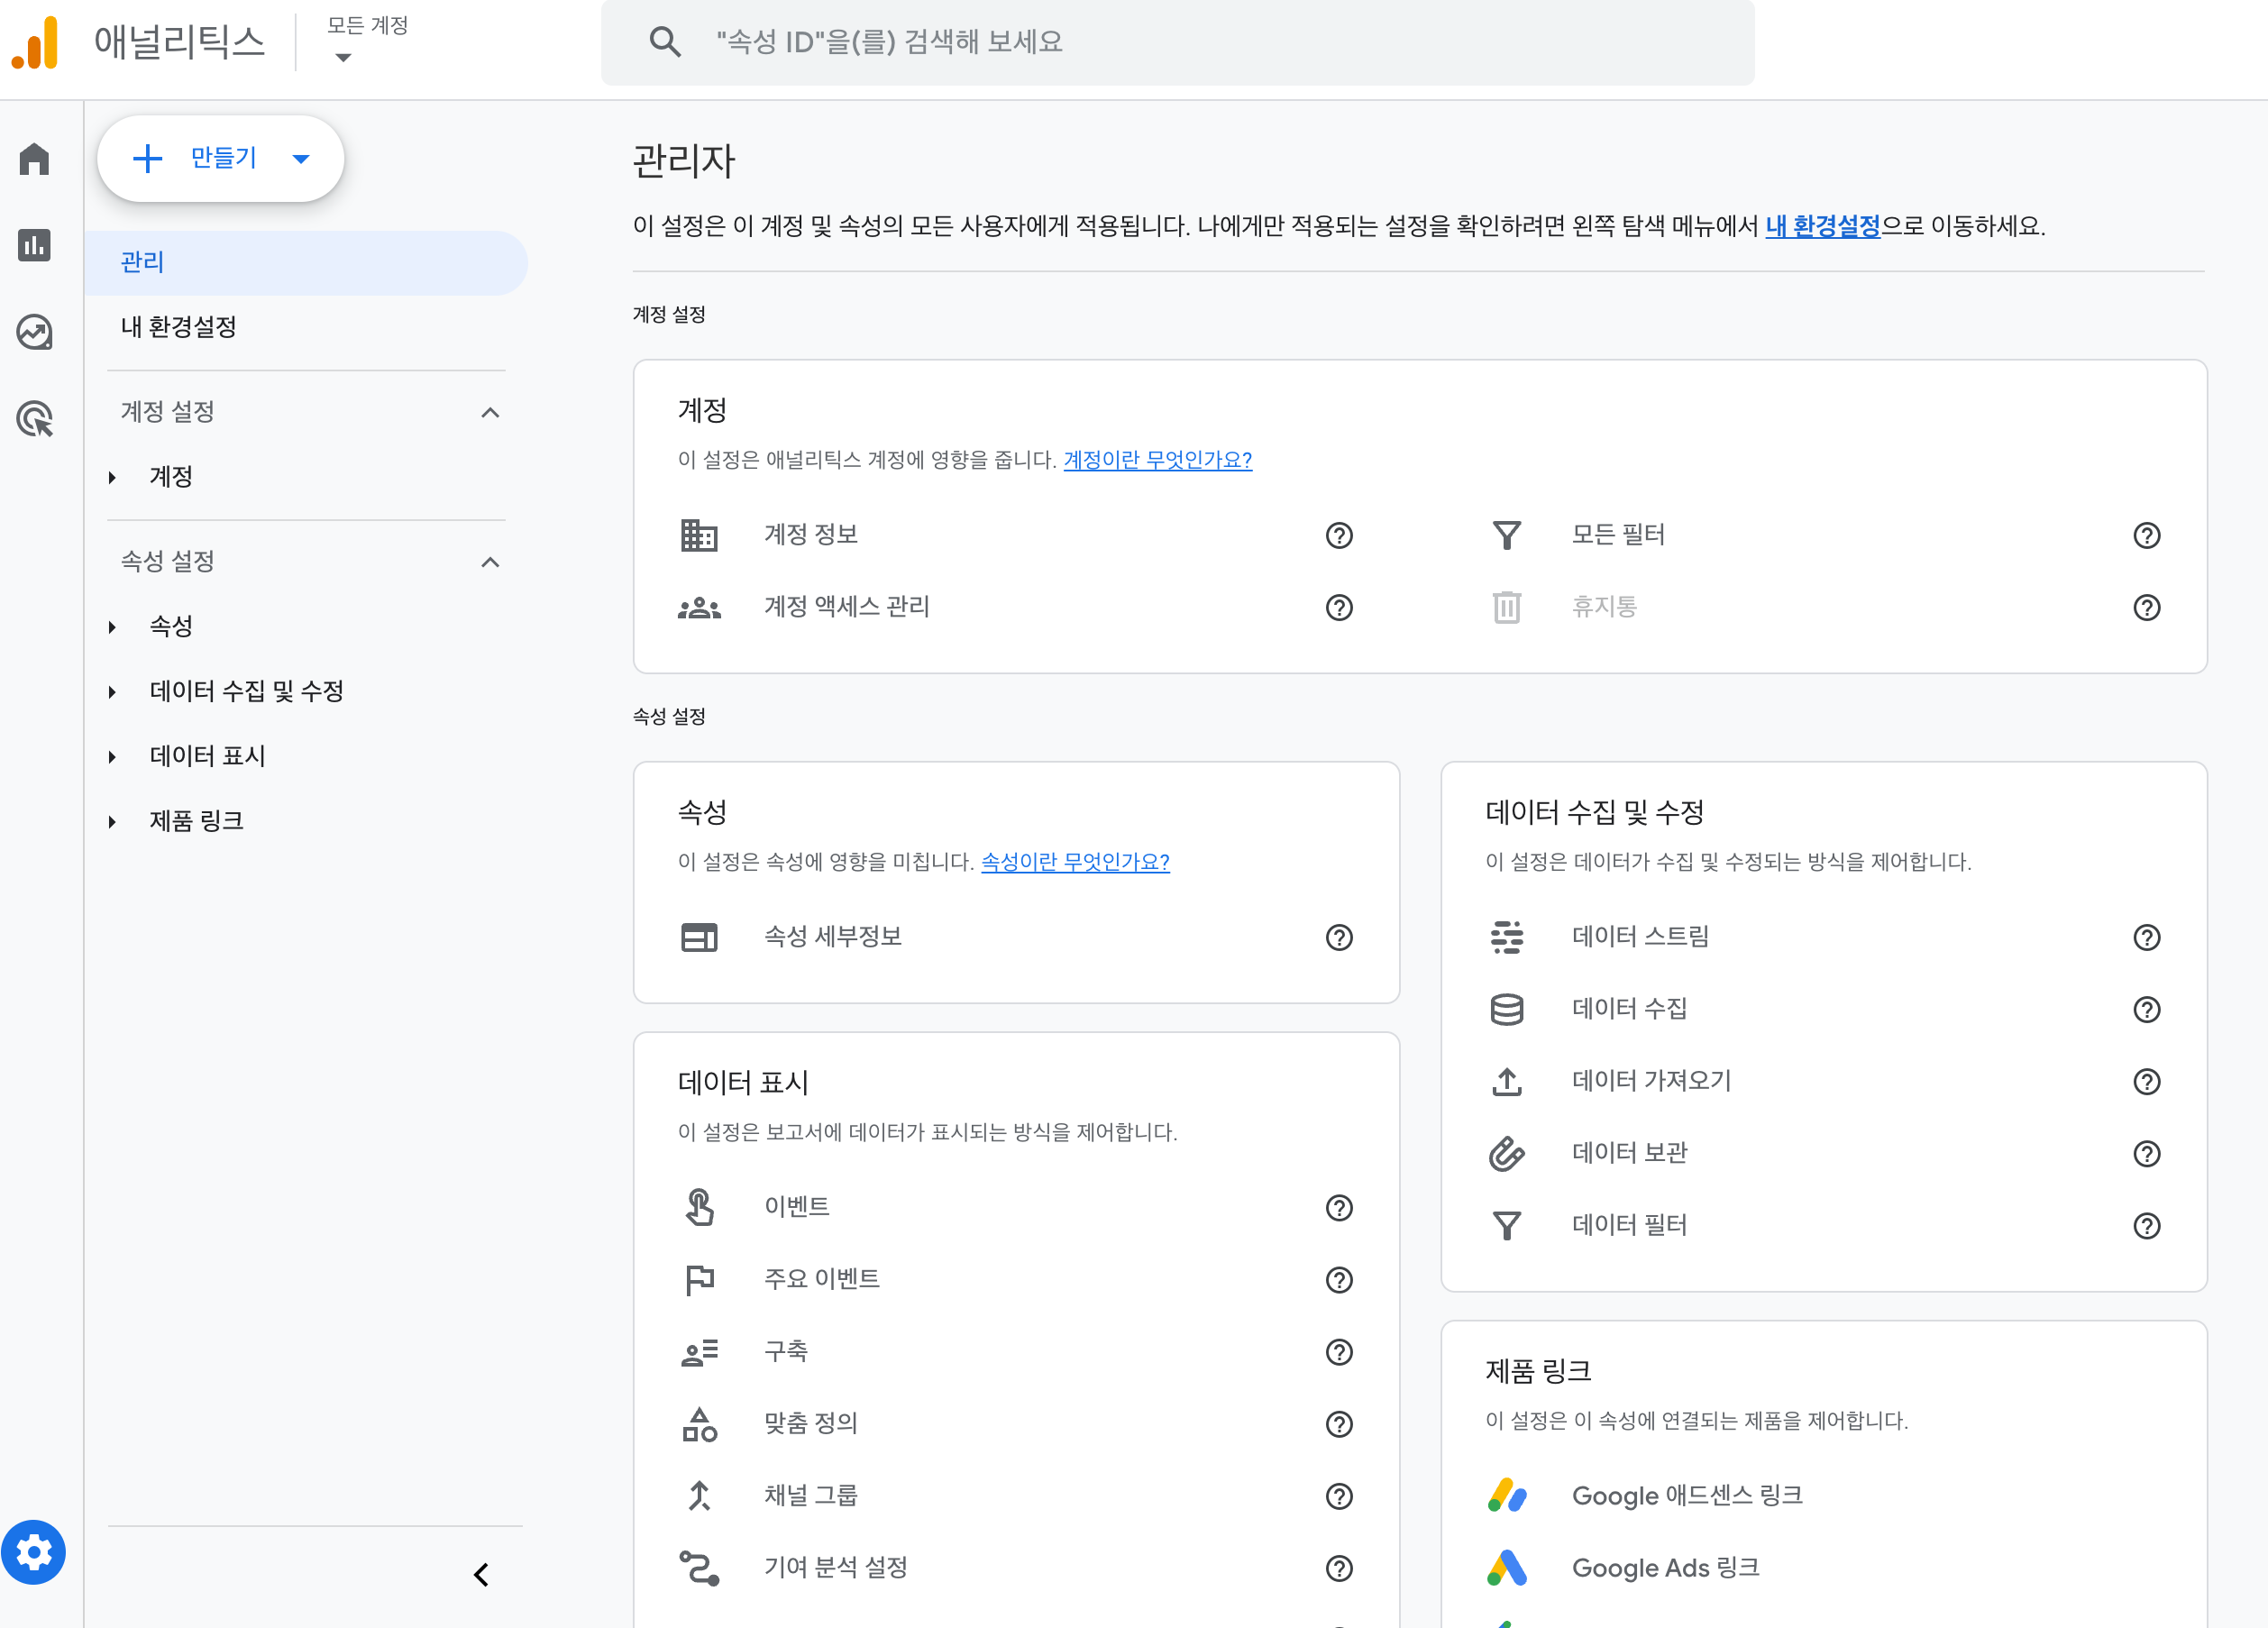 애널리틱스
모든 계정
"속성 ID"을(를) 검색해 보세요
만들기
관리
내 환경설정
계정 설정
계정
속성 설정
속성
데이터 수집 및 수정
데이터 표시
제품 링크
관리자
이 설정은 이 계정 및 속성의 모든 사용자에게 적용됩니다. 나에게만 적용되는 설정을 확인하려면 왼쪽 탐색 메뉴에서 내 환경설정으로 이동하세요.
계정 설정
계정
이 설정은 애널리틱스 계정에 영향을 줍니다. 계정이란 무엇인가요?
계정 정보
모든 필터
계정 액세스 관리
휴지통
속성 설정
속성
이 설정은 속성에 영향을 미칩니다. 속성이란 무엇인가요?
속성 세부정보
데이터 표시
이 설정은 보고서에 데이터가 표시되는 방식을 제어합니다.
이벤트
주요 이벤트
구축
맞춤 정의
채널 그룹
기여 분석 설정
데이터 수집 및 수정
이 설정은 데이터가 수집 및 수정되는 방식을 제어합니다.
데이터 스트림
데이터 수집
데이터 가져오기
데이터 보관
데이터 필터
제품 링크
이 설정은 이 속성에 연결되는 제품을 제어합니다.
Google 애드센스 링크
Google Ads 링크